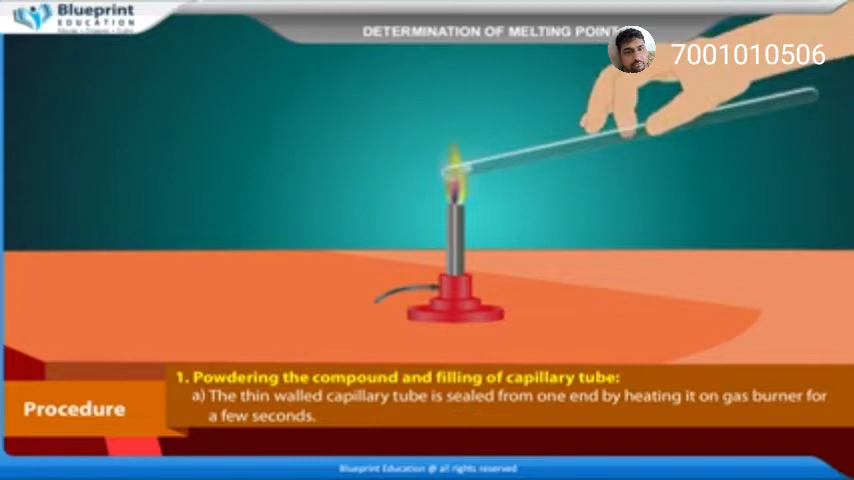 Blueprint
EDUCATION
DETERMINATION OF MELTING POINT
7001010506
1. Powdering the compound and filling of capillary tube:
a) The thin walled capillary tube is sealed from one end by heating it on gas burner for
a few seconds.
Procedure
Blueprint Education @ all rights reserved